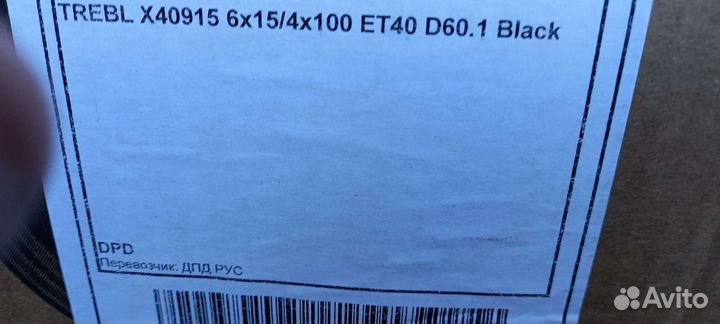 TREBL X40915 6x15/4x100 ET40 D60.1 Black
DPD
Перевозчик: ДПД РУС
Avito